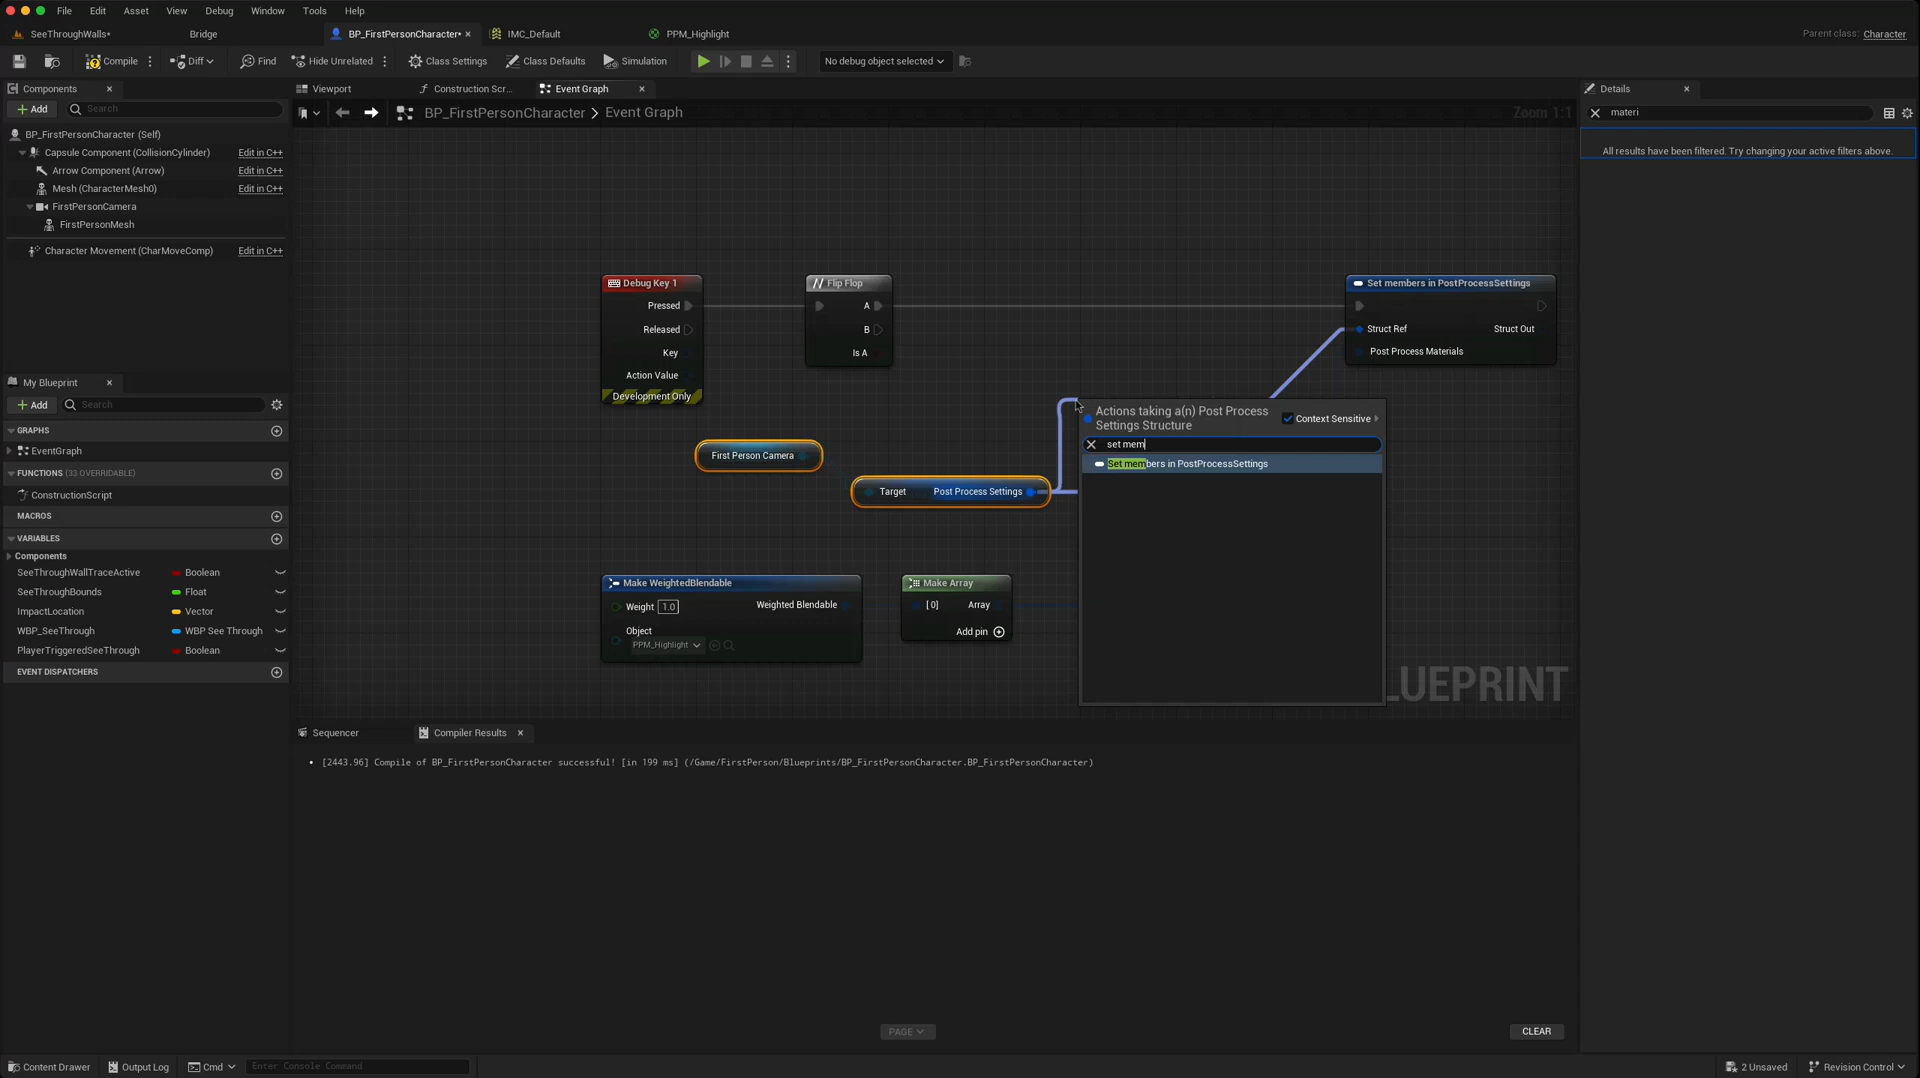 File Edit Asset View Debug Window Tools Help
SeeThroughWalls* Bridge BP_FirstPersonCharacter* IMC_Default PPM_Highlight Parent class: Character
Compile Diff Find Hide Unrelated Class Settings Class Defaults Simulation No debug object selected
Components
Add Search
BP_FirstPersonCharacter (Self)
Capsule Component (CollisionCylinder) Edit in C++
Arrow Component (Arrow) Edit in C++
Mesh (CharacterMesh0) Edit in C++
FirstPersonCamera
FirstPersonMesh
Character Movement (CharMoveComp) Edit in C++
My Blueprint
Add Search
GRAPHS
EventGraph
FUNCTIONS (33 OVERRIDABLE)
ConstructionScript
MACROS
VARIABLES
Components
SeeThroughWallTraceActive Boolean
SeeThroughBounds Float
ImpactLocation Vector
WBP_SeeThrough WBP See Through
PlayerTriggeredSeeThrough Boolean
EVENT DISPATCHERS
Viewport Construction Scr... Event Graph
BP_FirstPersonCharacter > Event Graph Zoom 1:1
Debug Key 1
Pressed
Released
Key
Action Value
Development Only
Flip Flop
A
B
Is A
Set members in PostProcessSettings
Struct Ref Struct Out
Post Process Materials
First Person Camera
Target Post Process Settings
Make WeightedBlendable
Weight 1.0 Weighted Blendable
Object
PPM_Highlight
Make Array
[0] Array
Add pin
Actions taking a(n) Post Process
Settings Structure
Context Sensitive
set mem
Set members in PostProcessSettings
LUEPRINT
Details
materi
All results have been filtered. Try changing your active filters above.
Sequencer Compiler Results
[2443.96] Compile of BP_FirstPersonCharacter successful! [in 199 ms] (/Game/FirstPerson/Blueprints/BP_FirstPersonCharacter.BP_FirstPersonCharacter)
PAGE CLEAR
Content Drawer Output Log Cmd Enter Console Command 2 Unsaved Revision Control